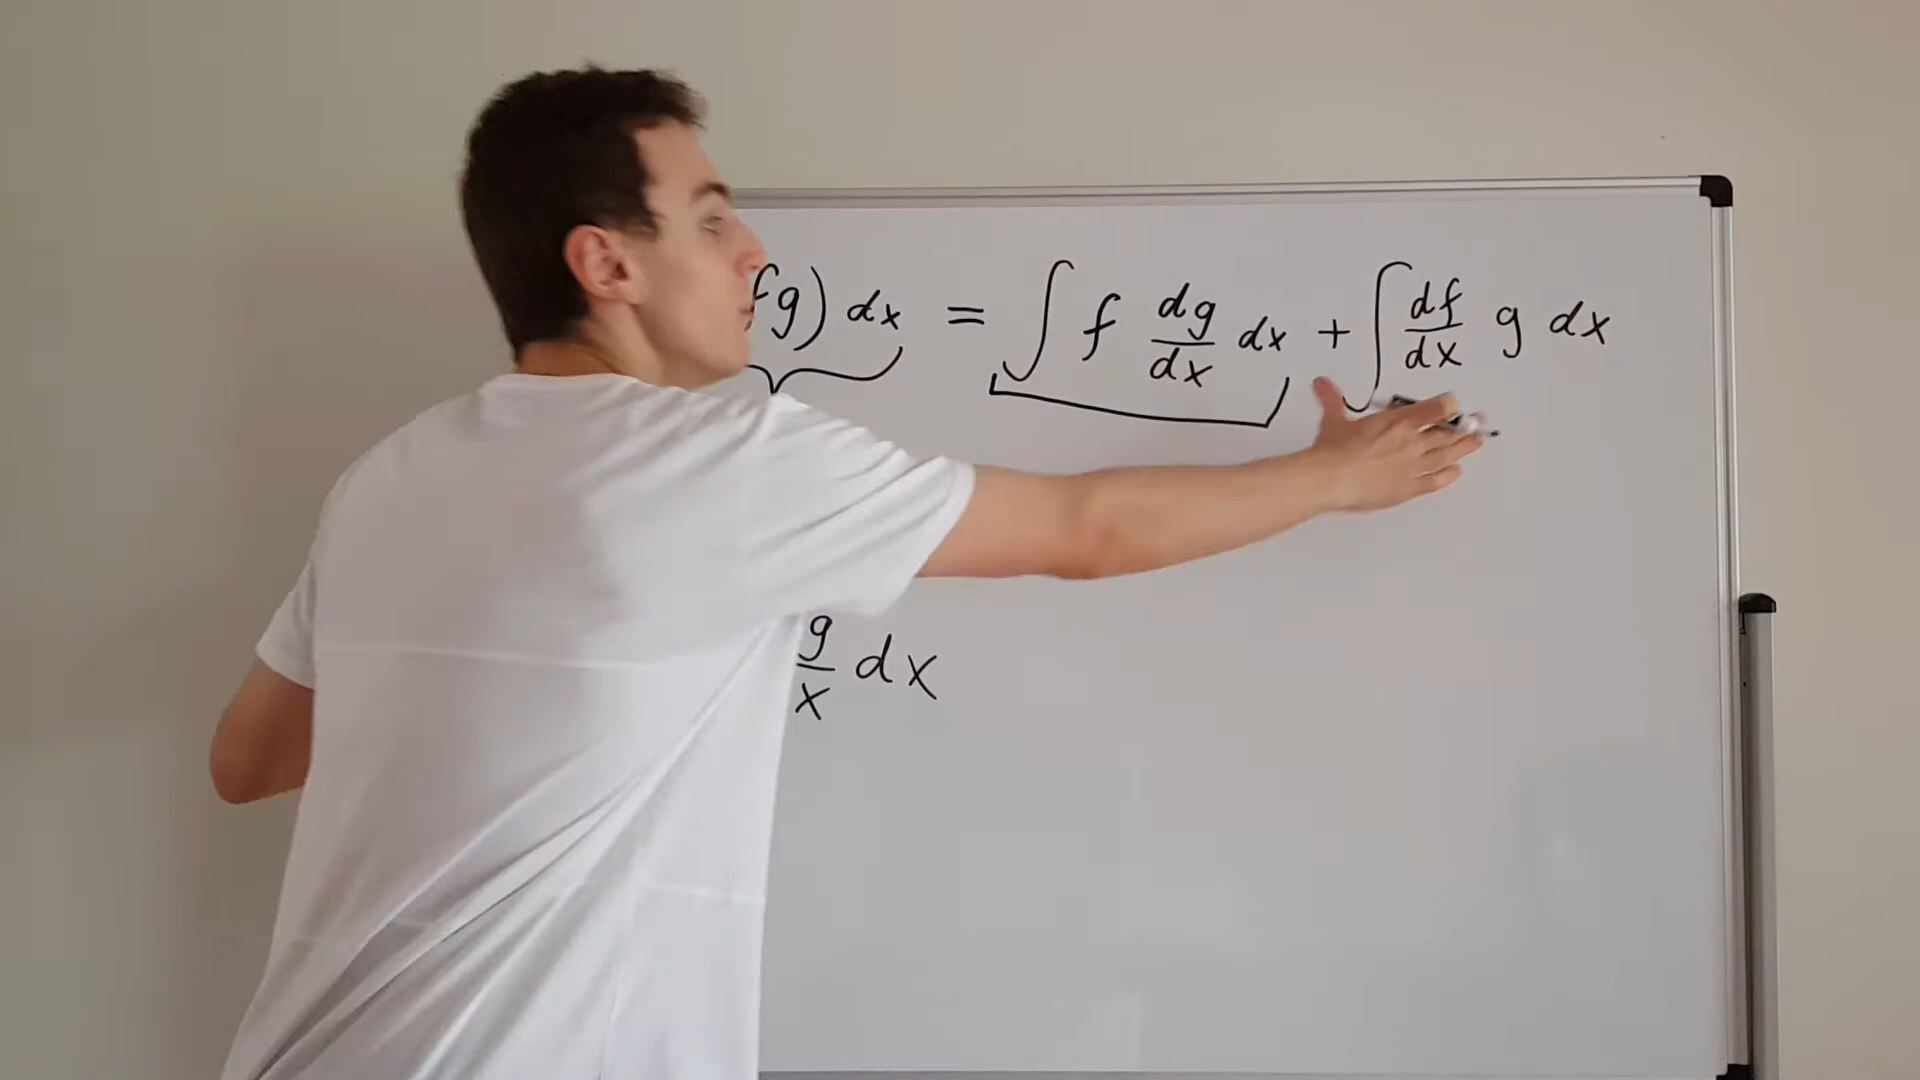 fg) dx = ∫ f dg/dx dx + ∫ df/dx g dx
g/x dx